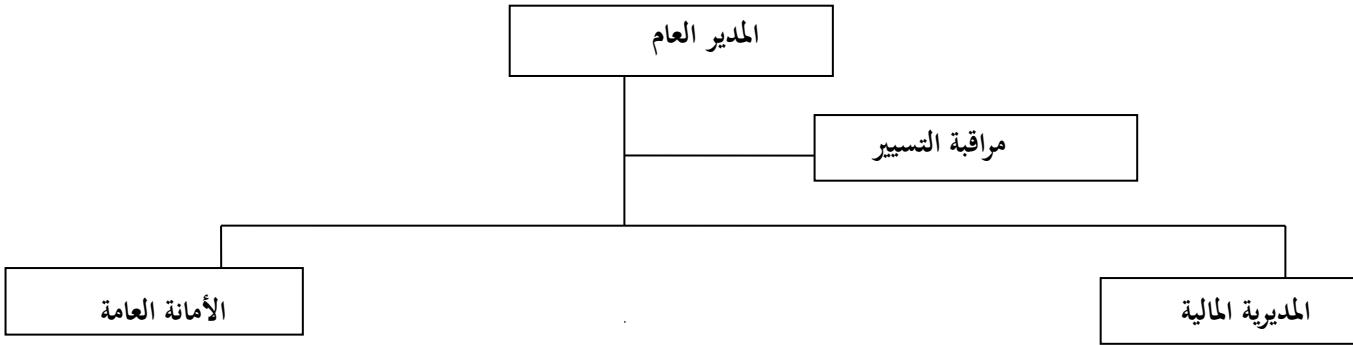 المدير العام
مراقبة التسيير
المديرية المالية
الأمانة العامة